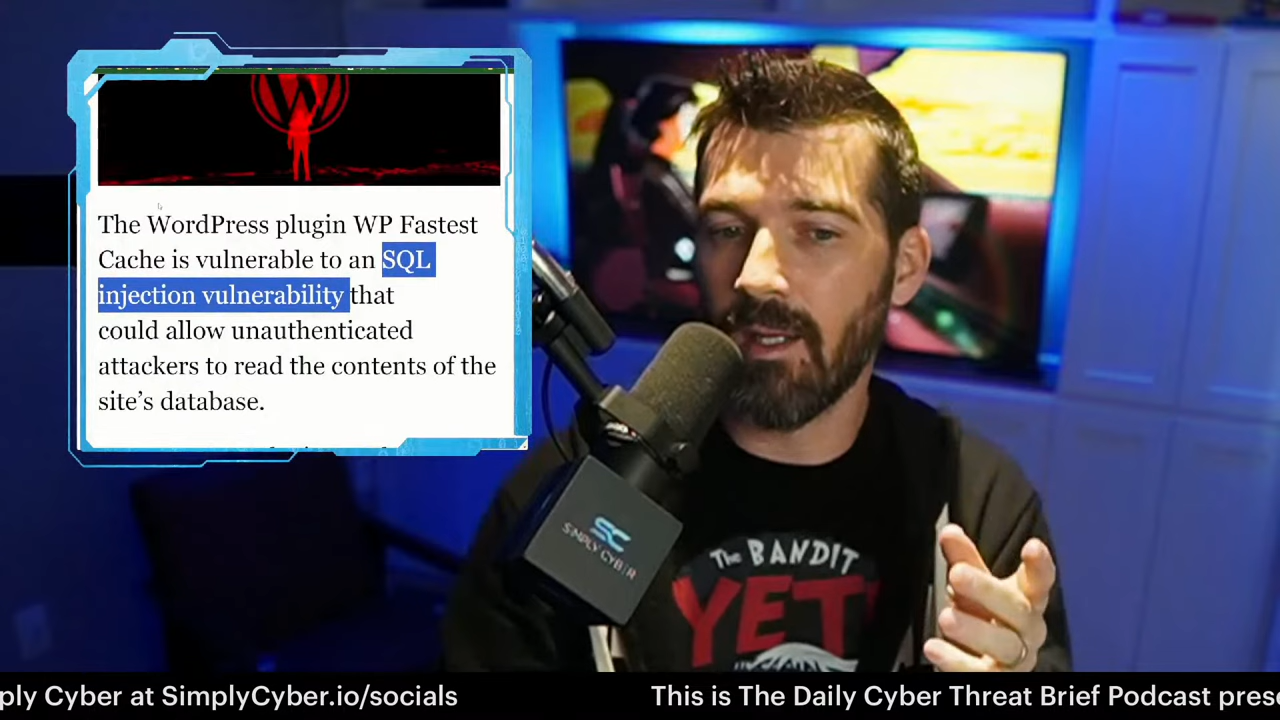 The WordPress plugin WP Fastest
Cache is vulnerable to an SQL
injection vulnerability that
could allow unauthenticated
attackers to read the contents of the
site’s database.
SC
SIMPLY CYBER
The BANDIT
YETI
ply Cyber at SimplyCyber.io/socials
This is The Daily Cyber Threat Brief Podcast prese